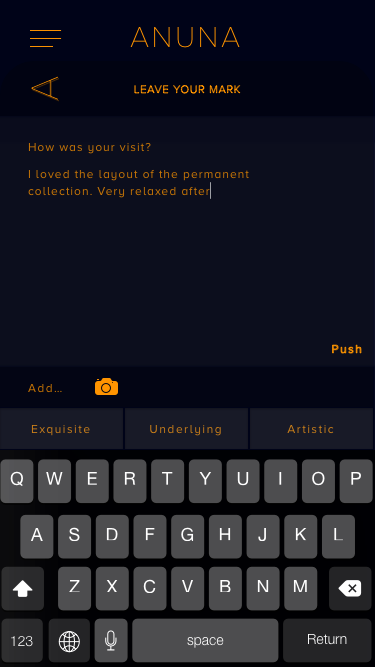 ANUNA
LEAVE YOUR MARK
How was your visit?
I loved the layout of the permanent
collection. Very relaxed after
Push
Add...
Exquisite Underlying Artistic
Q W E R T Y U I O P
A S D F G H J K L
Z X C V B N M
123 space Return